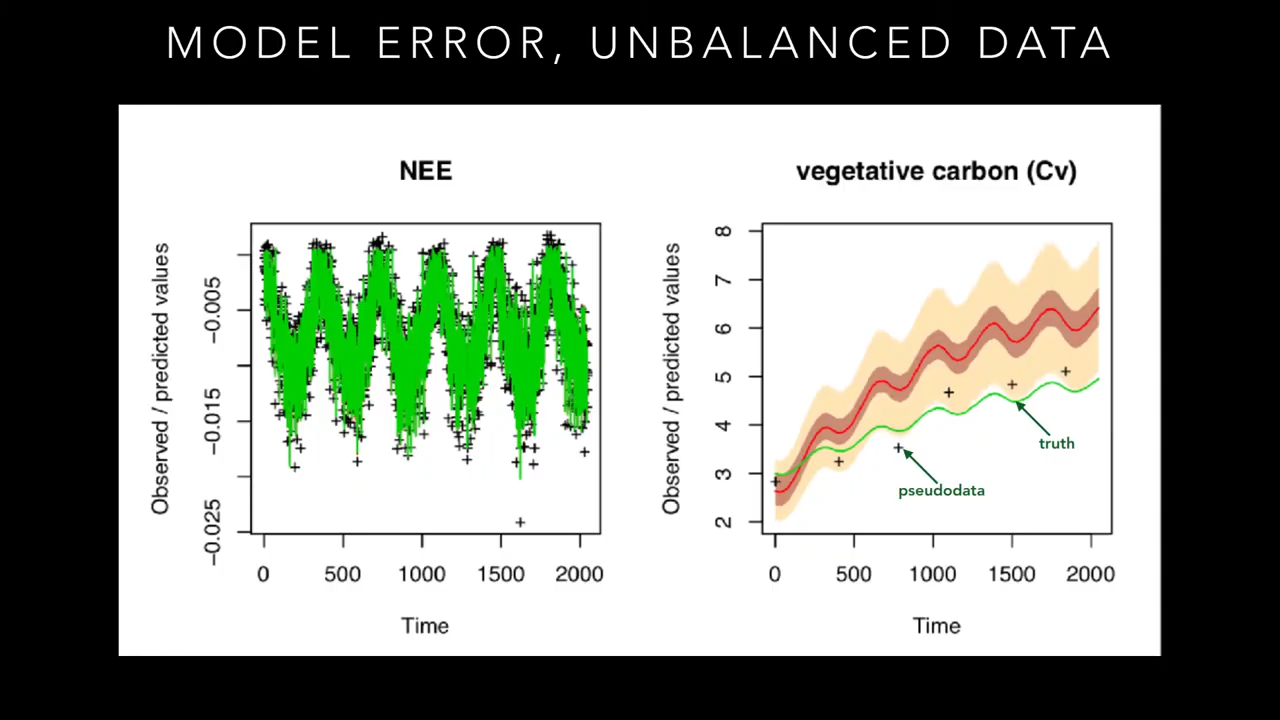 MODEL ERROR, UNBALANCED DATA
NEE
Observed / predicted values
−0.005
−0.015
−0.025
0 500 1000 1500 2000
Time
vegetative carbon (Cv)
Observed / predicted values
8
7
6
5
4
3
2
truth
pseudodata
0 500 1000 1500 2000
Time